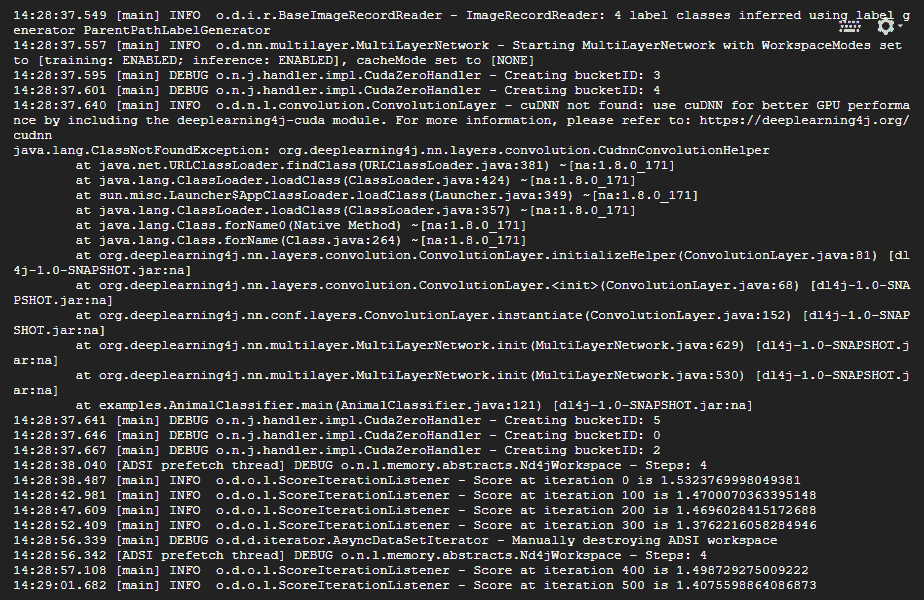 14:28:37.549 [main] INFO  o.d.i.r.BaseImageRecordReader - ImageRecordReader: 4 label classes inferred using label g
enerator ParentPathLabelGenerator
14:28:37.557 [main] INFO  o.d.nn.multilayer.MultiLayerNetwork - Starting MultiLayerNetwork with WorkspaceModes set
to [training: ENABLED; inference: ENABLED], cacheMode set to [NONE]
14:28:37.595 [main] DEBUG o.n.j.handler.impl.CudaZeroHandler - Creating bucketID: 3
14:28:37.601 [main] DEBUG o.n.j.handler.impl.CudaZeroHandler - Creating bucketID: 4
14:28:37.640 [main] INFO  o.d.n.l.convolution.ConvolutionLayer - cuDNN not found: use cuDNN for better GPU performa
nce by including the deeplearning4j-cuda module. For more information, please refer to: https://deeplearning4j.org/
cudnn
java.lang.ClassNotFoundException: org.deeplearning4j.nn.layers.convolution.CudnnConvolutionHelper
        at java.net.URLClassLoader.findClass(URLClassLoader.java:381) ~[na:1.8.0_171]
        at java.lang.ClassLoader.loadClass(ClassLoader.java:424) ~[na:1.8.0_171]
        at sun.misc.Launcher$AppClassLoader.loadClass(Launcher.java:349) ~[na:1.8.0_171]
        at java.lang.ClassLoader.loadClass(ClassLoader.java:357) ~[na:1.8.0_171]
        at java.lang.Class.forName0(Native Method) ~[na:1.8.0_171]
        at java.lang.Class.forName(Class.java:264) ~[na:1.8.0_171]
        at org.deeplearning4j.nn.layers.convolution.ConvolutionLayer.initializeHelper(ConvolutionLayer.java:81) [dl
4j-1.0-SNAPSHOT.jar:na]
        at org.deeplearning4j.nn.layers.convolution.ConvolutionLayer.<init>(ConvolutionLayer.java:68) [dl4j-1.0-SNA
PSHOT.jar:na]
        at org.deeplearning4j.nn.conf.layers.ConvolutionLayer.instantiate(ConvolutionLayer.java:152) [dl4j-1.0-SNAP
SHOT.jar:na]
        at org.deeplearning4j.nn.multilayer.MultiLayerNetwork.init(MultiLayerNetwork.java:629) [dl4j-1.0-SNAPSHOT.j
ar:na]
        at org.deeplearning4j.nn.multilayer.MultiLayerNetwork.init(MultiLayerNetwork.java:530) [dl4j-1.0-SNAPSHOT.j
ar:na]
        at examples.AnimalClassifier.main(AnimalClassifier.java:121) [dl4j-1.0-SNAPSHOT.jar:na]
14:28:37.641 [main] DEBUG o.n.j.handler.impl.CudaZeroHandler - Creating bucketID: 5
14:28:37.646 [main] DEBUG o.n.j.handler.impl.CudaZeroHandler - Creating bucketID: 0
14:28:37.667 [main] DEBUG o.n.j.handler.impl.CudaZeroHandler - Creating bucketID: 2
14:28:38.040 [ADSI prefetch thread] DEBUG o.n.l.memory.abstracts.Nd4jWorkspace - Steps: 4
14:28:38.487 [main] INFO  o.d.o.l.ScoreIterationListener - Score at iteration 0 is 1.5323769998049381
14:28:42.981 [main] INFO  o.d.o.l.ScoreIterationListener - Score at iteration 100 is 1.4700070363395148
14:28:47.609 [main] INFO  o.d.o.l.ScoreIterationListener - Score at iteration 200 is 1.4696028415172688
14:28:52.409 [main] INFO  o.d.o.l.ScoreIterationListener - Score at iteration 300 is 1.3762216058284946
14:28:56.339 [main] DEBUG o.d.d.iterator.AsyncDataSetIterator - Manually destroying ADSI workspace
14:28:56.342 [ADSI prefetch thread] DEBUG o.n.l.memory.abstracts.Nd4jWorkspace - Steps: 4
14:28:57.108 [main] INFO  o.d.o.l.ScoreIterationListener - Score at iteration 400 is 1.498729275009222
14:29:01.682 [main] INFO  o.d.o.l.ScoreIterationListener - Score at iteration 500 is 1.4075598864086873